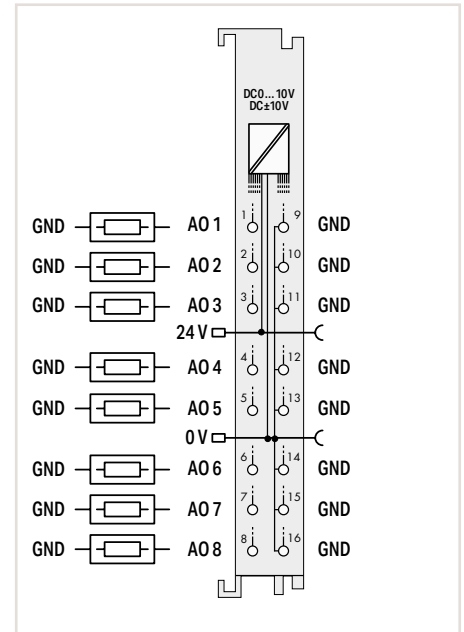 DC0...10V
DC±10V
GND AO 1 1 9 GND
GND AO 2 2 10 GND
GND AO 3 3 11 GND
24 V
GND AO 4 4 12 GND
GND AO 5 5 13 GND
0 V
GND AO 6 6 14 GND
GND AO 7 7 15 GND
GND AO 8 8 16 GND